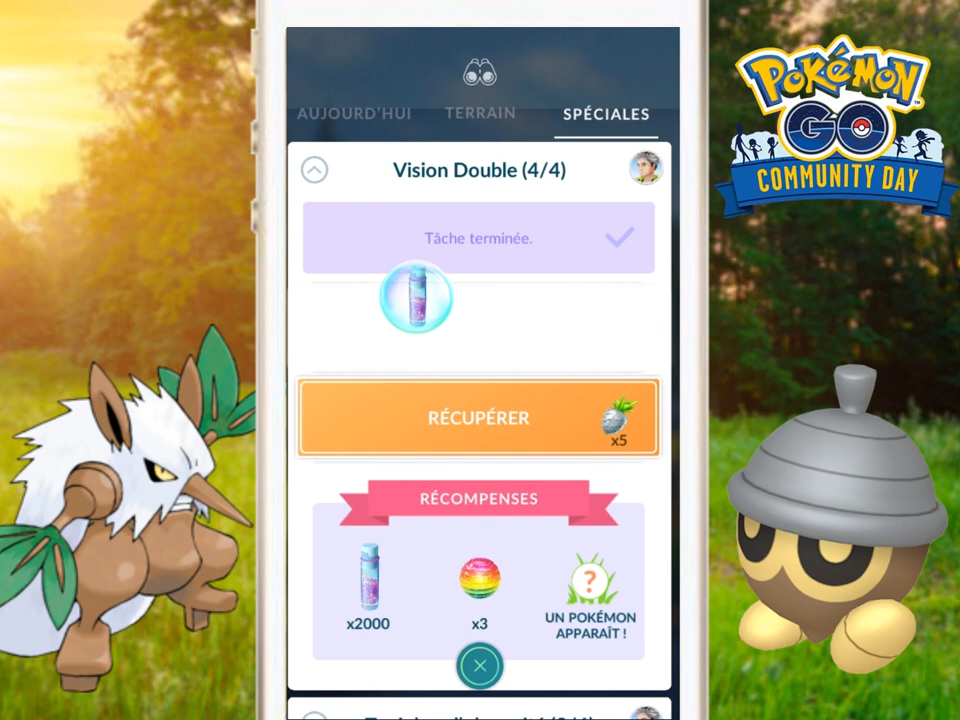 AUJOURD'HUI TERRAIN SPÉCIALES
POKÉMON
GO
COMMUNITY DAY
Vision Double (4/4)
Tâche terminée.
RÉCUPÉRER
x5
RÉCOMPENSES
x2000 x3 UN POKÉMON
APPARAÎT !